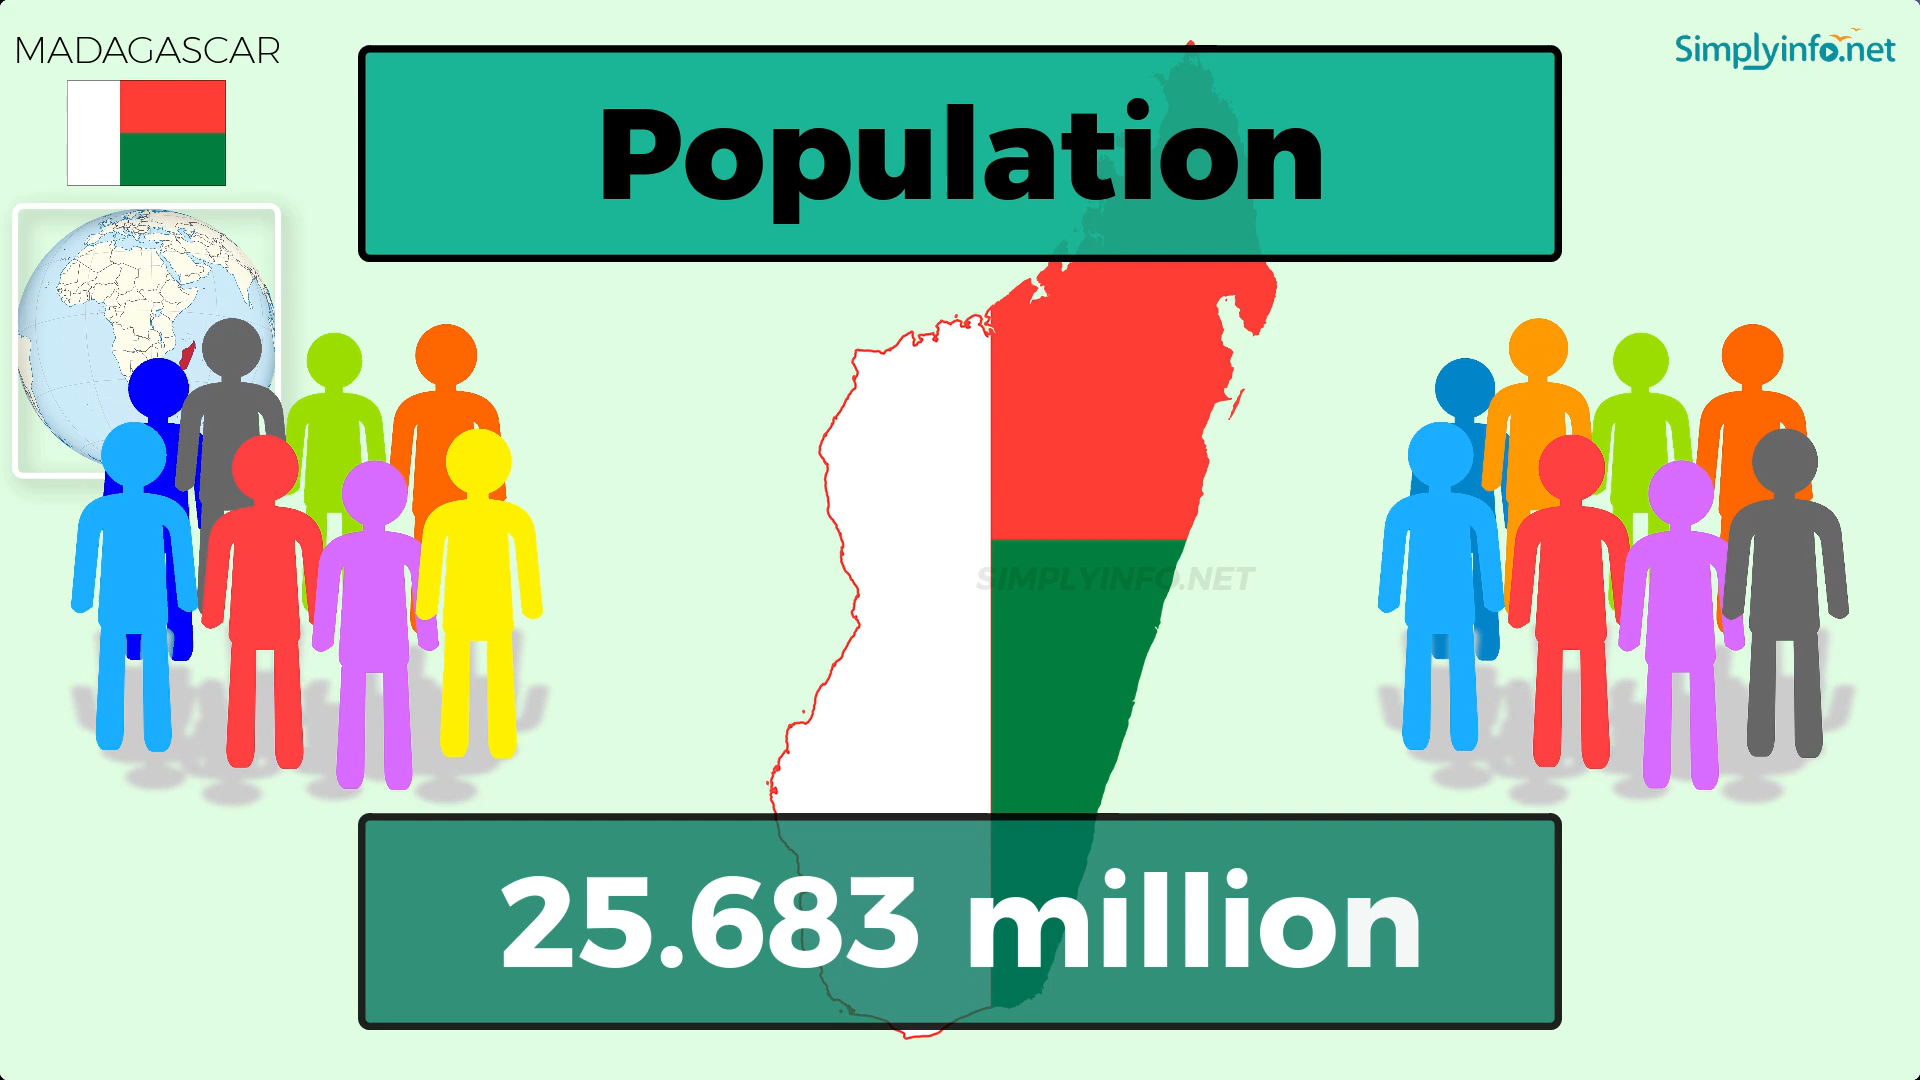 MADAGASCAR
Simplyinfo.net
Population
SIMPLYINFO.NET
25.683 million